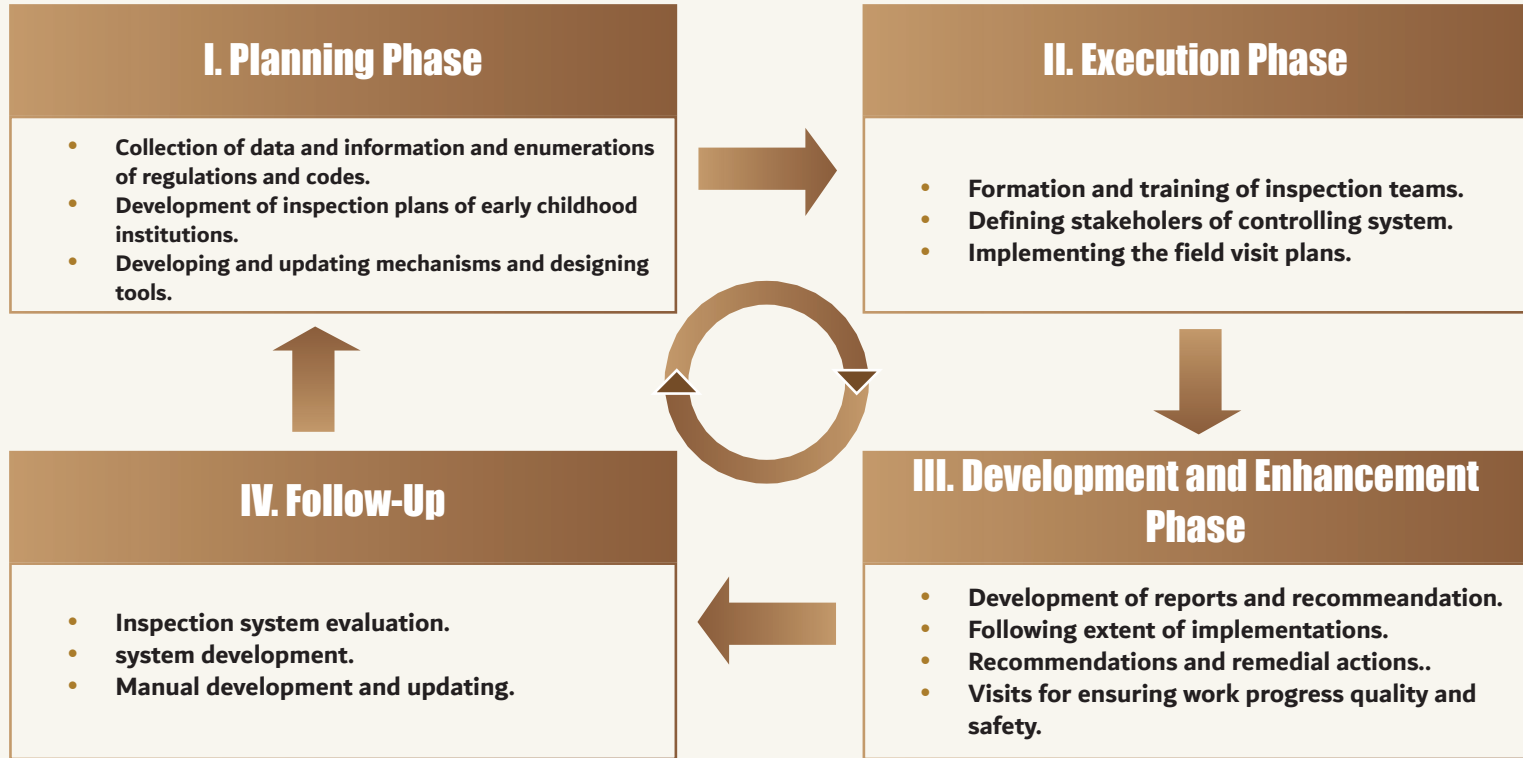 I. Planning Phase
• Collection of data and information and enumerations
of regulations and codes.
• Development of inspection plans of early childhood
institutions.
• Developing and updating mechanisms and designing
tools.
II. Execution Phase
• Formation and training of inspection teams.
• Defining stakeholers of controlling system.
• Implementing the field visit plans.
III. Development and Enhancement
Phase
• Development of reports and recommeandation.
• Following extent of implementations.
• Recommendations and remedial actions..
• Visits for ensuring work progress quality and
safety.
IV. Follow-Up
• Inspection system evaluation.
• system development.
• Manual development and updating.